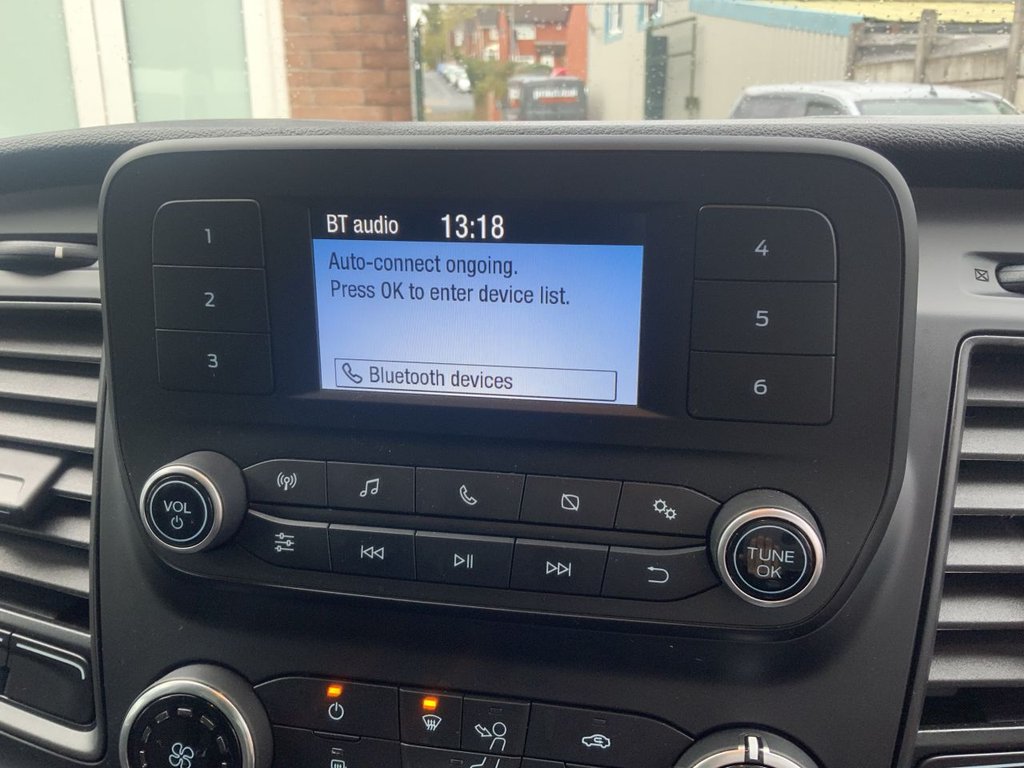 BT audio 13:18
Auto-connect ongoing.
Press OK to enter device list.
Bluetooth devices
1
2
3
4
5
6
VOL
TUNE
OK